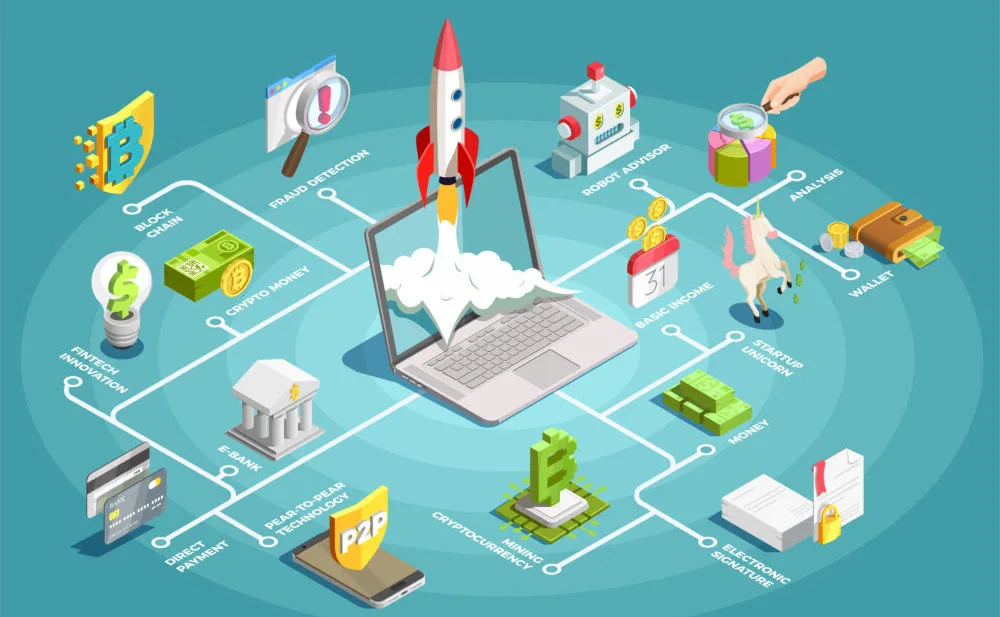 BLOCK
CHAIN
FRAUD DETECTION
ROBOT ADVISOR
ANALYSIS
CRYPTO MONEY
31
BASIC INCOME
WALLET
FINTECH
INNOVATION
STARTUP
UNICORN
E-BANK
MONEY
BANK
DIRECT
PAYMENT
PEAR-TO-PEAR
TECHNOLOGY
P2P
MINING
CRYPTOCURRENCY
ELECTRONIC
SIGNATURE